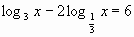 log₃ x − 2log_{1/3} x = 6